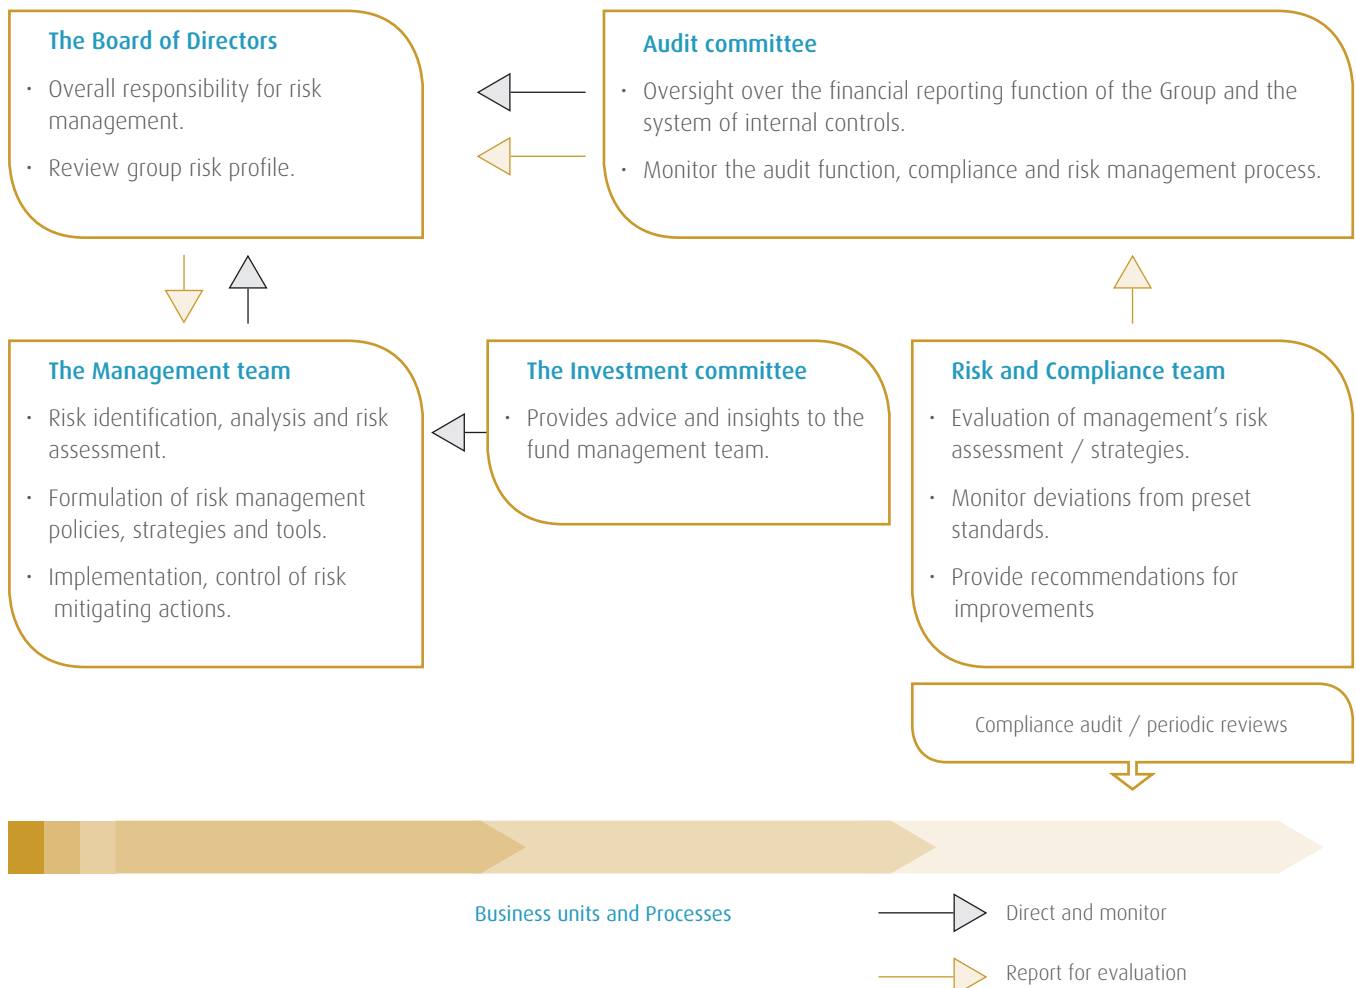 The Board of Directors
· Overall responsibility for risk
management.
· Review group risk profile.
Audit committee
· Oversight over the financial reporting function of the Group and the
system of internal controls.
· Monitor the audit function, compliance and risk management process.
The Management team
· Risk identification, analysis and risk
assessment.
· Formulation of risk management
policies, strategies and tools.
· Implementation, control of risk
mitigating actions.
The Investment committee
· Provides advice and insights to the
fund management team.
Risk and Compliance team
· Evaluation of management’s risk
assessment / strategies.
· Monitor deviations from preset
standards.
· Provide recommendations for
improvements
Compliance audit / periodic reviews
Business units and Processes
Direct and monitor
Report for evaluation